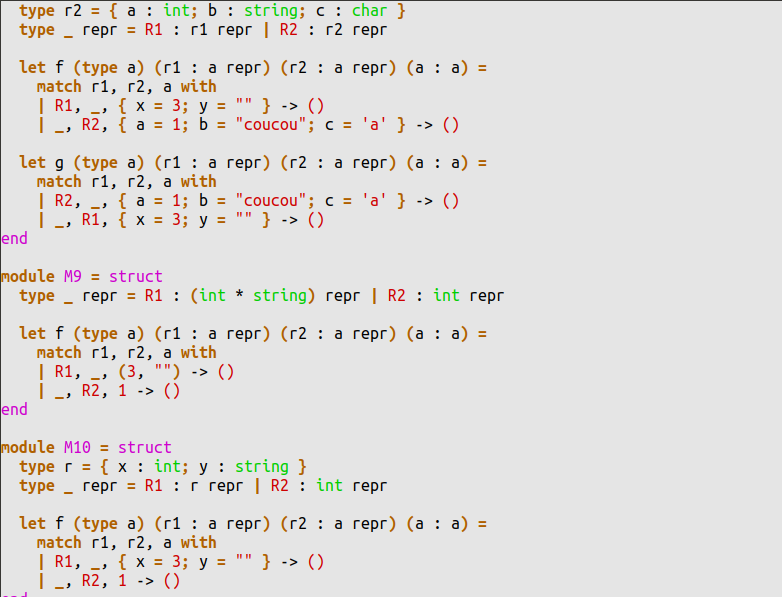 type r2 = { a : int; b : string; c : char }
type _ repr = R1 : r1 repr | R2 : r2 repr
let f (type a) (r1 : a repr) (r2 : a repr) (a : a) =
match r1, r2, a with
| R1, _, { x = 3; y = "" } -> ()
| _, R2, { a = 1; b = "coucou"; c = 'a' } -> ()
let g (type a) (r1 : a repr) (r2 : a repr) (a : a) =
match r1, r2, a with
| R2, _, { a = 1; b = "coucou"; c = 'a' } -> ()
| _, R1, { x = 3; y = "" } -> ()
end
module M9 = struct
type _ repr = R1 : (int * string) repr | R2 : int repr
let f (type a) (r1 : a repr) (r2 : a repr) (a : a) =
match r1, r2, a with
| R1, _, (3, "") -> ()
| _, R2, 1 -> ()
end
module M10 = struct
type r = { x : int; y : string }
type _ repr = R1 : r repr | R2 : int repr
let f (type a) (r1 : a repr) (r2 : a repr) (a : a) =
match r1, r2, a with
| R1, _, { x = 3; y = "" } -> ()
| _, R2, 1 -> ()